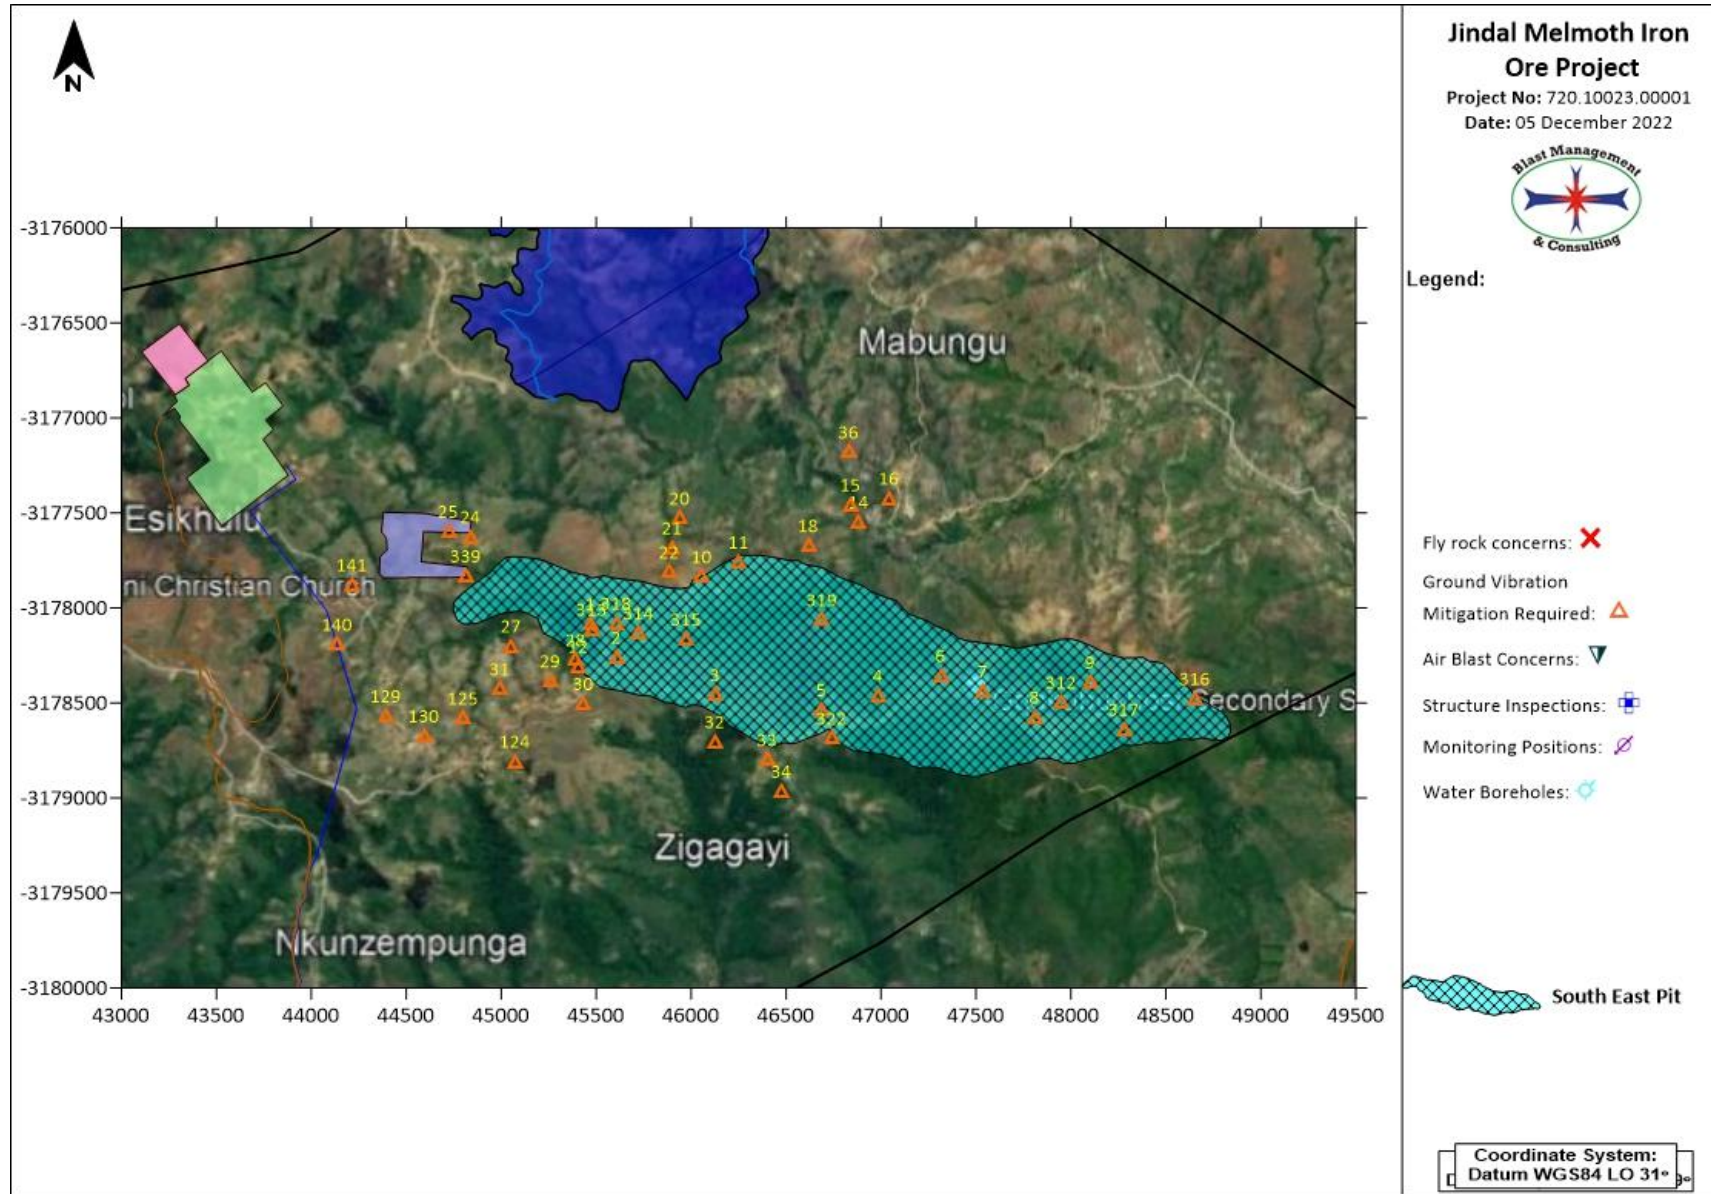 N
Jindal Melmoth Iron
Ore Project
Project No: 720.10023.00001
Date: 05 December 2022
Blast Management
& Consulting
Legend:
Fly rock concerns:
Ground Vibration
Mitigation Required:
Air Blast Concerns:
Structure Inspections:
Monitoring Positions:
Water Boreholes:
South East Pit
Coordinate System:
Datum WGS84 LO 31°
-3176000
-3176500
-3177000
-3177500
-3178000
-3178500
-3179000
-3179500
-3180000
43000 43500 44000 44500 45000 45500 46000 46500 47000 47500 48000 48500 49000 49500
Mabungu
36
15 16
14
20
18
25 24
21
Esikhulu
11
22 10
339
141
ni Christian Church
318
313 314
319
315
140
27
2
28
6
9
29
31
3
4
7
312
316
Secondary S
30
129
125
5
8
317
130
32
322
124
33
34
Zigagayi
Nkunzempunga